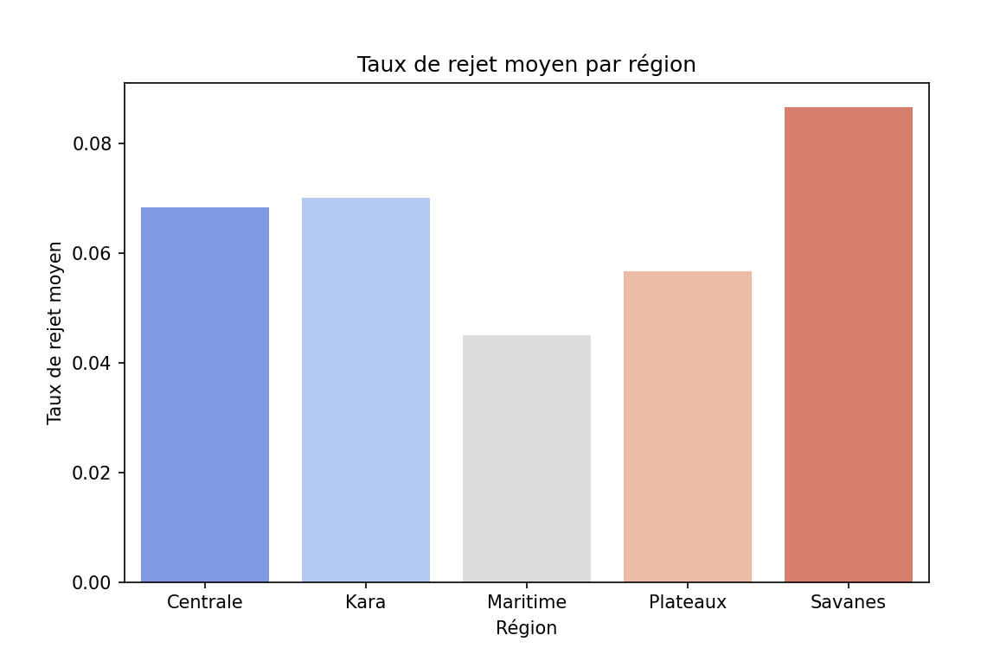 Taux de rejet moyen par région
Taux de rejet moyen
0.08
0.06
0.04
0.02
0.00
Centrale Kara Maritime Plateaux Savanes
Région